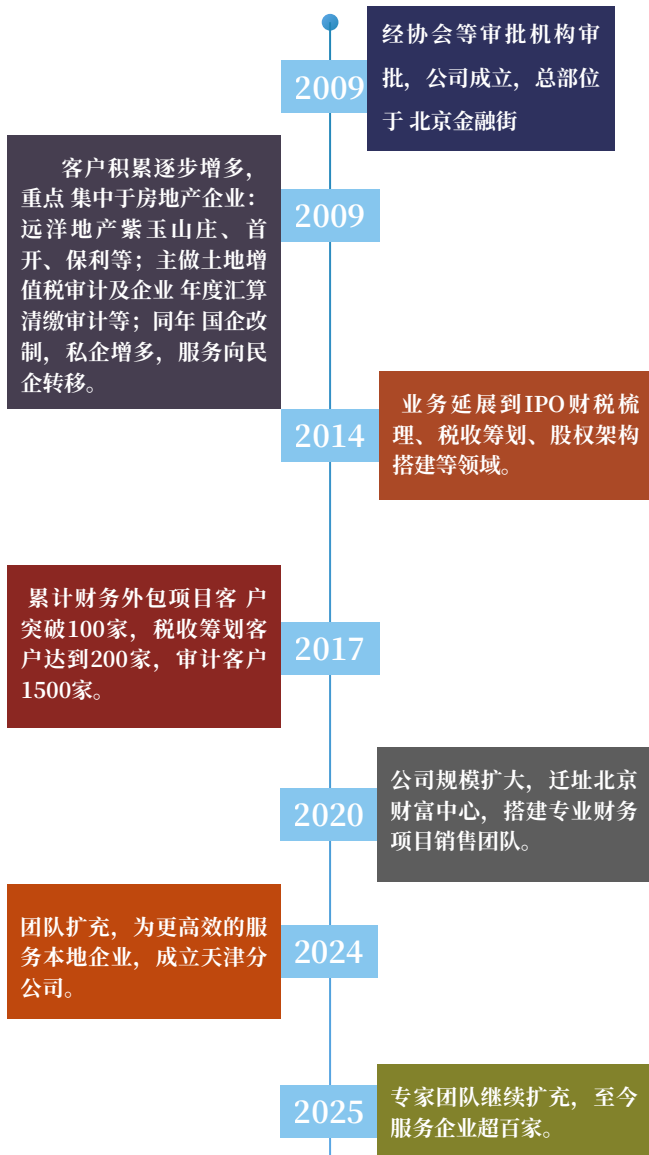 2009
经协会等审批机构审
批，公司成立，总部位
于 北京金融街
2009
客户积累逐步增多，
重点 集中于房地产企业：
远洋地产紫玉山庄、首
开、保利等；主做土地增
值税审计及企业 年度汇算
清缴审计等；同年 国企改
制，私企增多，服务向民
企转移。
2014
业务延展到IPO财税梳
理、税收筹划、股权架构
搭建等领域。
2017
累计财务外包项目客 户
突破100家，税收筹划客
户达到200家，审计客户
1500家。
2020
公司规模扩大，迁址北京
财富中心，搭建专业财务
项目销售团队。
2024
团队扩充，为更高效的服
务本地企业，成立天津分
公司。
2025
专家团队继续扩充，至今
服务企业超百家。